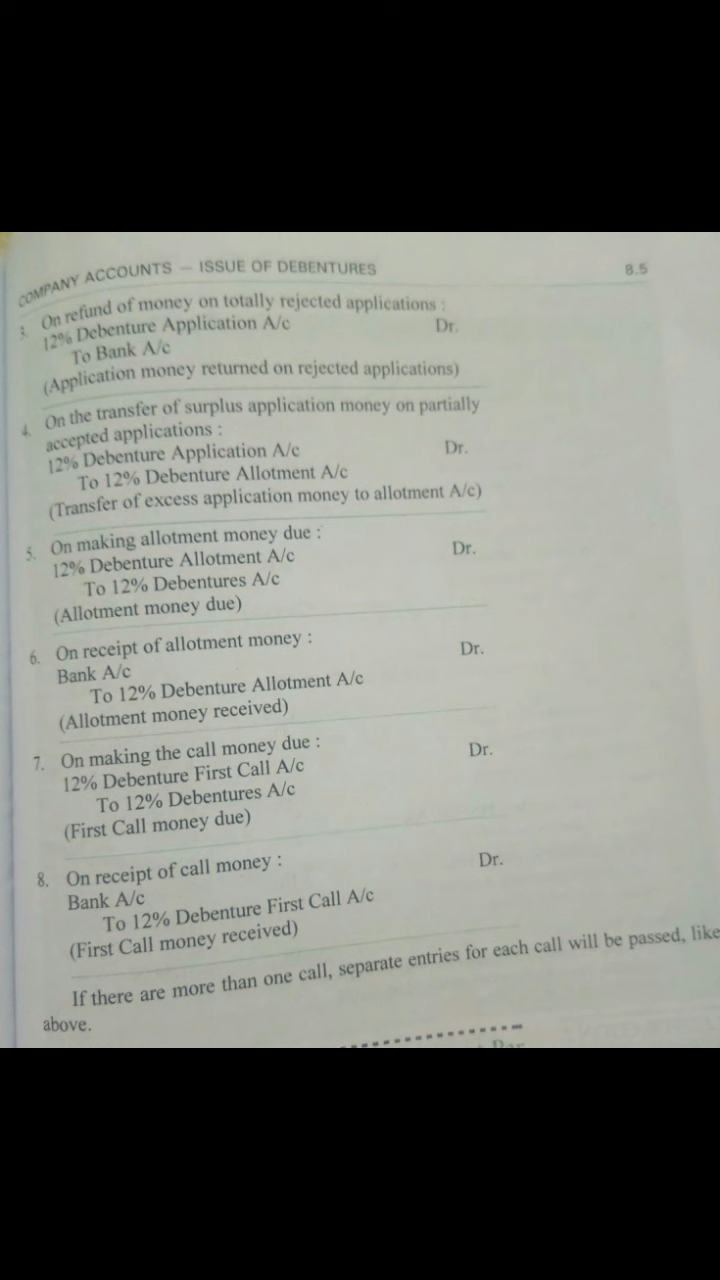 COMPANY ACCOUNTS — ISSUE OF DEBENTURES 8.5
3. On refund of money on totally rejected applications :
12% Debenture Application A/c Dr.
To Bank A/c
(Application money returned on rejected applications)
4. On the transfer of surplus application money on partially
accepted applications :
12% Debenture Application A/c Dr.
To 12% Debenture Allotment A/c
(Transfer of excess application money to allotment A/c)
5. On making allotment money due :
12% Debenture Allotment A/c Dr.
To 12% Debentures A/c
(Allotment money due)
6. On receipt of allotment money :
Bank A/c Dr.
To 12% Debenture Allotment A/c
(Allotment money received)
7. On making the call money due :
12% Debenture First Call A/c Dr.
To 12% Debentures A/c
(First Call money due)
8. On receipt of call money :
Bank A/c Dr.
To 12% Debenture First Call A/c
(First Call money received)
If there are more than one call, separate entries for each call will be passed, like
above.